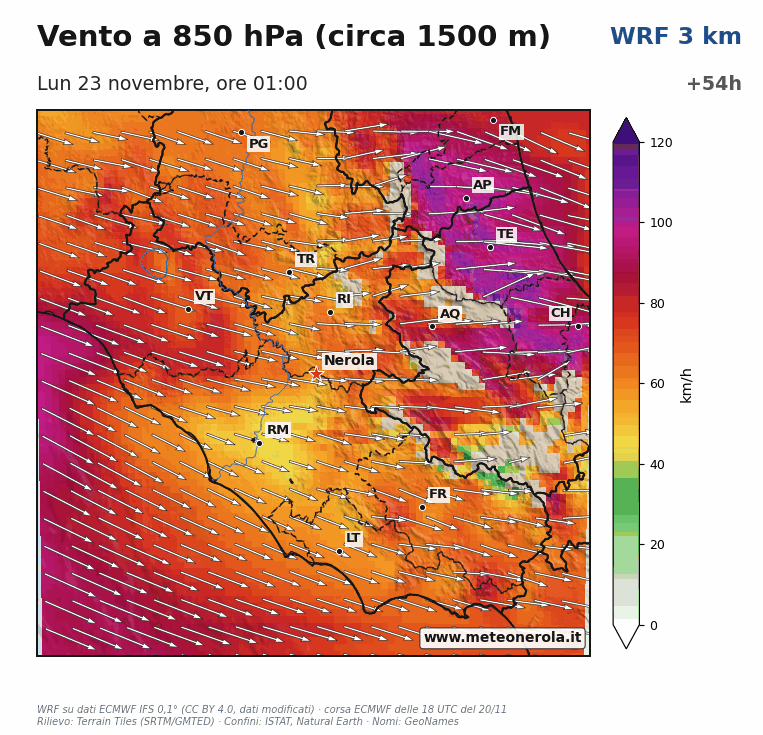 Vento a 850 hPa (circa 1500 m)
WRF 3 km
Lun 23 novembre, ore 01:00
+54h
FM
PG
AP
TE
TR
VT
RI
AQ
CH
Nerola
RM
FR
LT
www.meteonerola.it
120
100
80
60
40
20
0
km/h
WRF su dati ECMWF IFS 0,1° (CC BY 4.0, dati modificati) · corsa ECMWF delle 18 UTC del 20/11
Rilievo: Terrain Tiles (SRTM/GMTED) · Confini: ISTAT, Natural Earth · Nomi: GeoNames